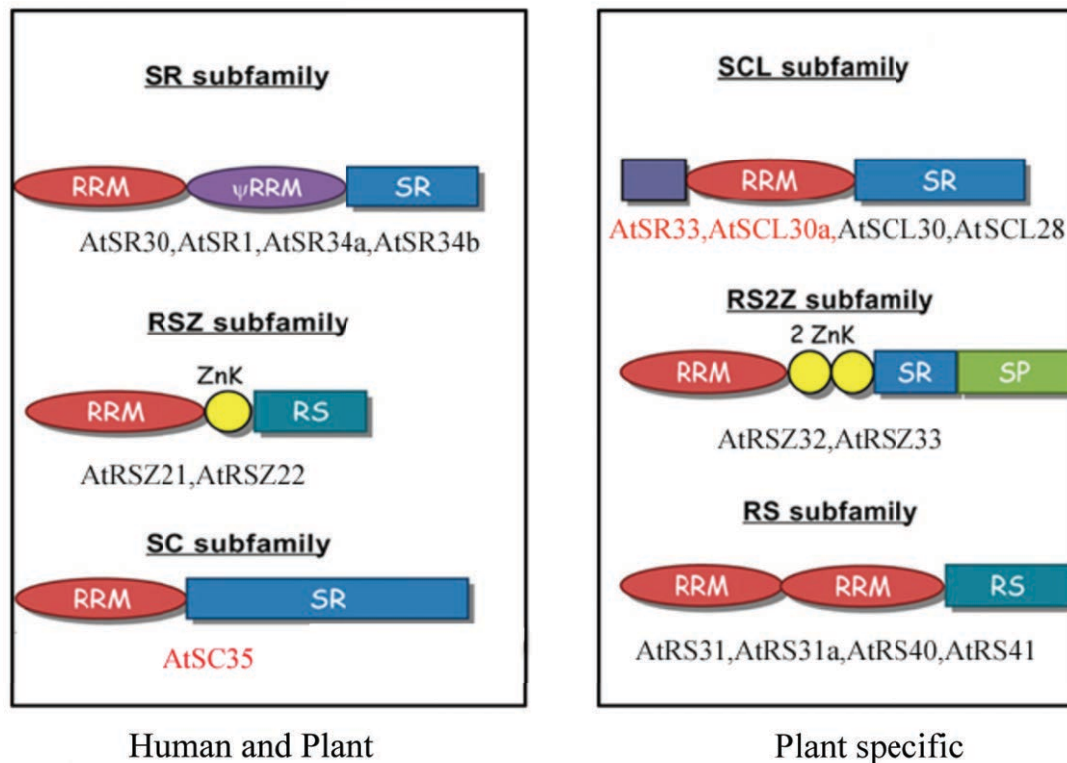 SR subfamily
RRM ψRRM SR
AtSR30,AtSR1,AtSR34a,AtSR34b
RSZ subfamily
ZnK
RRM RS
AtRSZ21,AtRSZ22
SC subfamily
RRM SR
AtSC35
Human and Plant
SCL subfamily
RRM SR
AtSR33,AtSCL30a,AtSCL30,AtSCL28
RS2Z subfamily
2 ZnK
RRM SR SP
AtRSZ32,AtRSZ33
RS subfamily
RRM RRM RS
AtRS31,AtRS31a,AtRS40,AtRS41
Plant specific